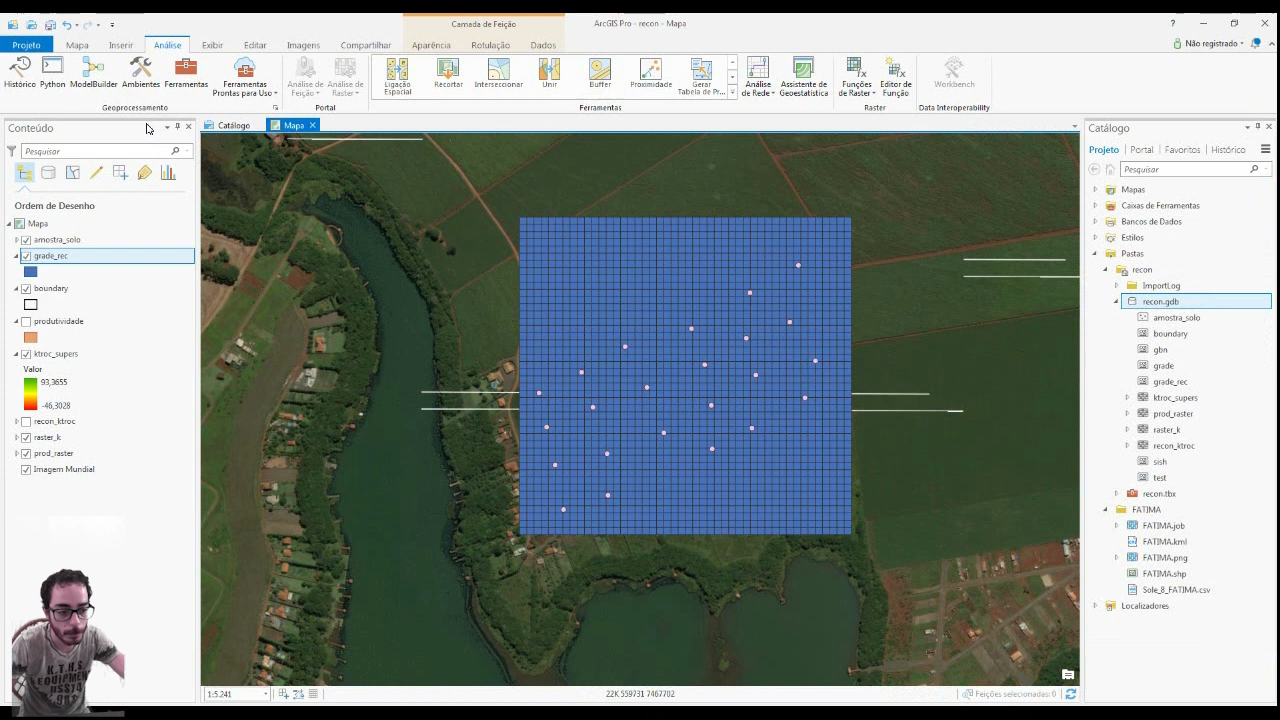 Camada de Feição
ArcGIS Pro - recon - Mapa
Projeto
Mapa
Inserir
Análise
Exibir
Editar
Imagens
Compartilhar
Aparência
Rotulação
Dados
Não registrado
Histórico
Python
ModelBuilder
Ambientes
Ferramentas
Ferramentas
Prontas para Uso
Análise de
Feição
Análise de
Raster
Ligação
Espacial
Recortar
Interseccionar
Unir
Buffer
Proximidade
Gerar
Tabela de Pr...
Análise
de Rede
Assistente de
Geoestatística
Funções
de Raster
Editor de
Função
Workbench
Geoprocessamento
Portal
Ferramentas
Raster
Data Interoperability
Conteúdo
Pesquisar
Ordem de Desenho
Mapa
amostra_solo
grade_rec
boundary
produtividade
ktroc_supers
Valor
93,3655
-46,3028
recon_ktroc
raster_k
prod_raster
Imagem Mundial
Catálogo
Mapa
1:5.241
22K 559731 7467702
Feições selecionadas: 0
Catálogo
Projeto
Portal
Favoritos
Histórico
Pesquisar
Mapas
Caixas de Ferramentas
Bancos de Dados
Estilos
Pastas
recon
ImportLog
recon.gdb
amostra_solo
boundary
gbn
grade
grade_rec
ktroc_supers
prod_raster
raster_k
recon_ktroc
sish
test
recon.tbx
FATIMA
FATIMA.job
FATIMA.kml
FATIMA.png
FATIMA.shp
Sole_8_FATIMA.csv
Localizadores
K.T.H.S